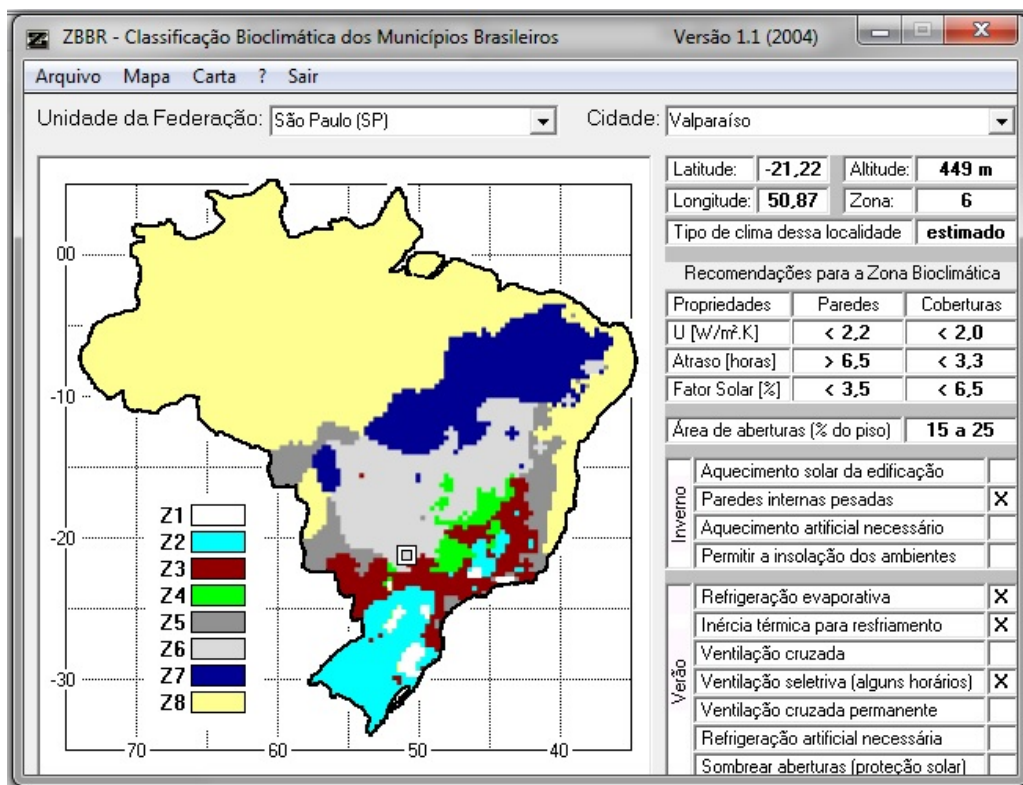 ZBBR - Classificação Bioclimática dos Municípios Brasileiros Versão 1.1 (2004)
Arquivo Mapa Carta ? Sair
Unidade da Federação: São Paulo (SP) Cidade: Valparaíso
Latitude: -21,22 Altitude: 449 m
Longitude: 50,87 Zona: 6
Tipo de clima dessa localidade estimado
Recomendações para a Zona Bioclimática
Propriedades Paredes Coberturas
U [W/m².K] < 2,2 < 2,0
Atraso [horas] > 6,5 < 3,3
Fator Solar [%] < 3,5 < 6,5
Área de aberturas (% do piso) 15 a 25
Inverno
Aquecimento solar da edificação
Paredes internas pesadas X
Aquecimento artificial necessário
Permitir a insolação dos ambientes
Verão
Refrigeração evaporativa X
Inércia térmica para resfriamento X
Ventilação cruzada
Ventilação seletriva (alguns horários) X
Ventilação cruzada permanente
Refrigeração artificial necessária
Sombrear aberturas (proteção solar)
00
-10
-20
-30
70 60 50 40
Z1
Z2
Z3
Z4
Z5
Z6
Z7
Z8